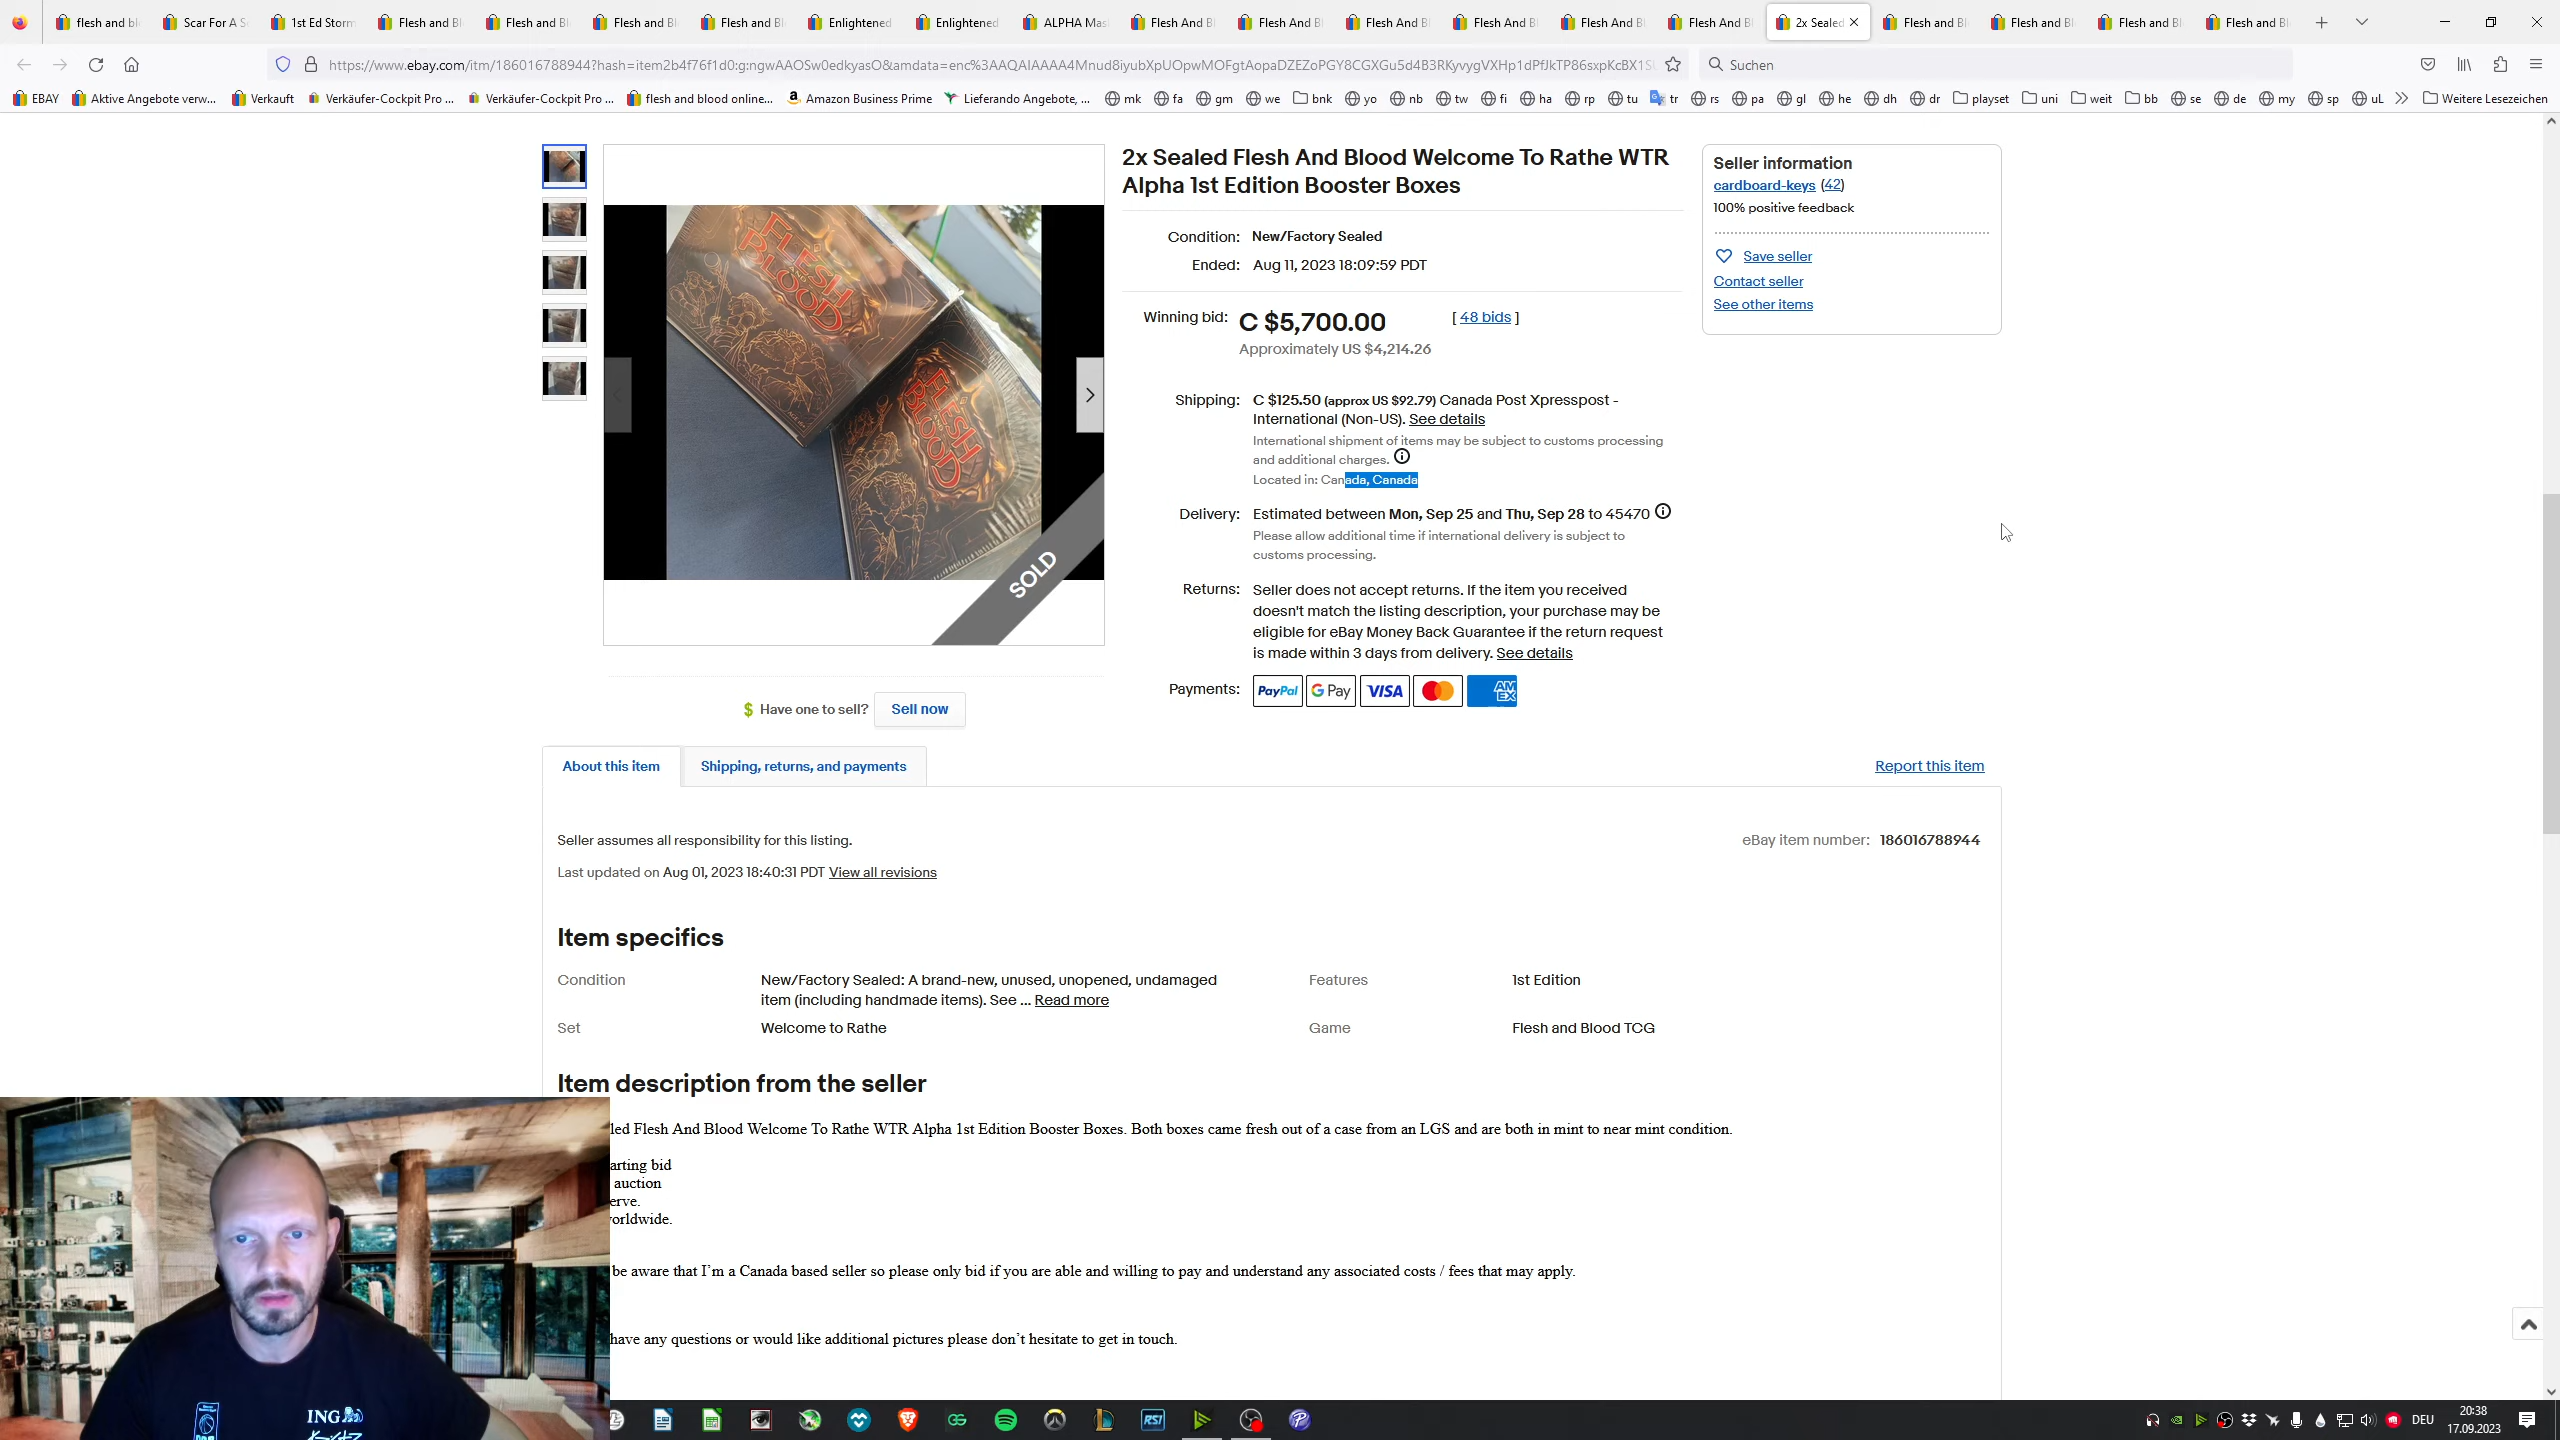 flesh and bl
Scar For A Sc
1st Ed Storm
Flesh and Bl
Flesh and Bl
Flesh and Bl
Flesh and Bl
Enlightened
Enlightened
ALPHA Mas
Flesh And Bl
Flesh And Bl
Flesh And Bl
Flesh And Bl
Flesh And Bl
Flesh And Bl
2x Sealed
Flesh and Bl
Flesh and Bl
Flesh and Bl
Flesh and Bl
Suchen
EBAY
Aktive Angebote verw...
Verkauft
Verkäufer-Cockpit Pro ...
Verkäufer-Cockpit Pro ...
flesh and blood online...
Amazon Business Prime
Lieferando Angebote, ...
mk
fa
gm
we
bnk
yo
nb
tw
fi
ha
rp
tu
tr
rs
pa
gl
he
dh
dr
playset
uni
weit
bb
se
de
my
sp
uL
Weitere Lesezeichen
2x Sealed Flesh And Blood Welcome To Rathe WTR
Alpha 1st Edition Booster Boxes
Condition: New/Factory Sealed
Ended: Aug 11, 2023 18:09:59 PDT
Winning bid: C $5,700.00 [ 48 bids ]
Approximately US $4,214.26
Shipping: C $125.50 (approx US $92.79) Canada Post Xpresspost -
International (Non-US). See details
International shipment of items may be subject to customs processing
and additional charges.
Located in: Canada, Canada
Delivery: Estimated between Mon, Sep 25 and Thu, Sep 28 to 45470
Please allow additional time if international delivery is subject to
customs processing.
Returns: Seller does not accept returns. If the item you received
doesn't match the listing description, your purchase may be
eligible for eBay Money Back Guarantee if the return request
is made within 3 days from delivery. See details
Payments: PayPal G Pay VISA AM EX
Seller information
cardboard-keys (42)
100% positive feedback
Save seller
Contact seller
See other items
FLESH AND BLOOD
FLESH AND BLOOD
SOLD
$ Have one to sell? Sell now
About this item
Shipping, returns, and payments
Report this item
Seller assumes all responsibility for this listing.
eBay item number: 186016788944
Last updated on Aug 01, 2023 18:40:31 PDT View all revisions
Item specifics
Condition New/Factory Sealed: A brand-new, unused, unopened, undamaged
item (including handmade items). See ... Read more
Features 1st Edition
Set Welcome to Rathe
Game Flesh and Blood TCG
Item description from the seller
led Flesh And Blood Welcome To Rathe WTR Alpha 1st Edition Booster Boxes. Both boxes came fresh out of a case from an LGS and are both in mint to near mint condition.
arting bid
auction
erve.
orldwide.
be aware that I'm a Canada based seller so please only bid if you are able and willing to pay and understand any associated costs / fees that may apply.
have any questions or would like additional pictures please don't hesitate to get in touch.
ING
RSI
DEU
20:38
17.09.2023